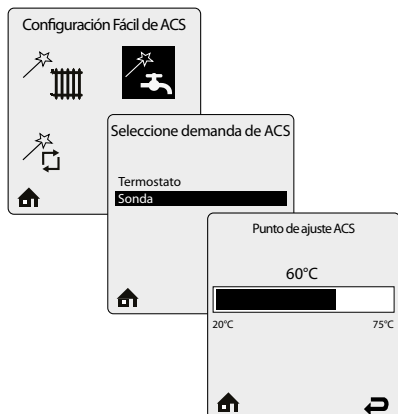 Configuración Fácil de ACS
Seleccione demanda de ACS
Termostato
Sonda
Punto de ajuste ACS
60°C
20°C 75°C